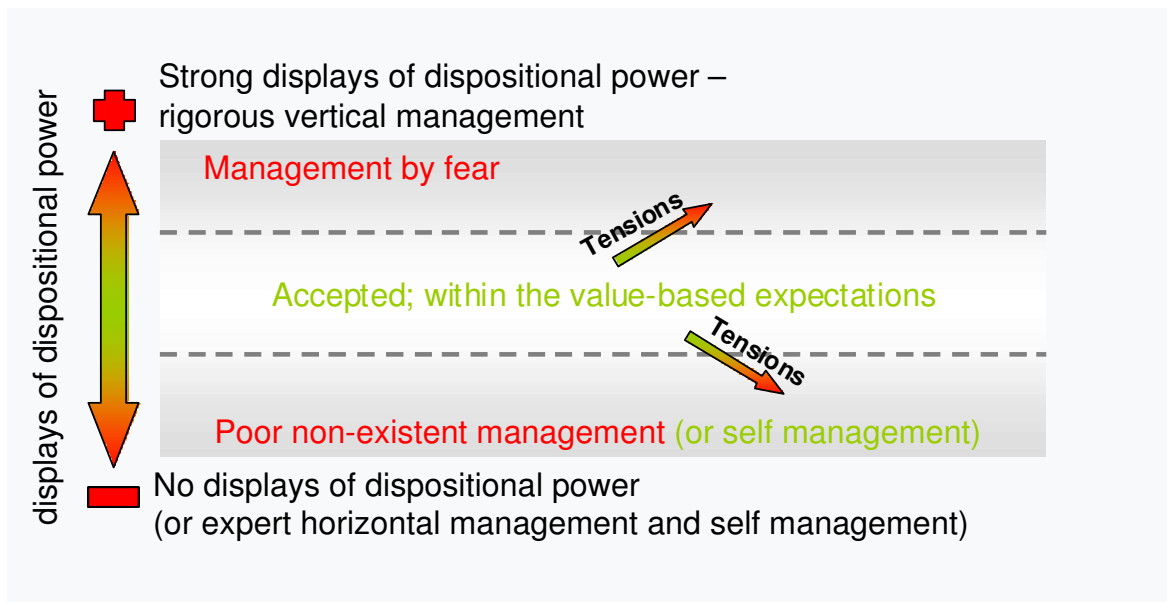 displays of dispositional power
Strong displays of dispositional power –
rigorous vertical management
Management by fear
Tensions
Accepted; within the value-based expectations
Tensions
Poor non-existent management (or self management)
No displays of dispositional power
(or expert horizontal management and self management)